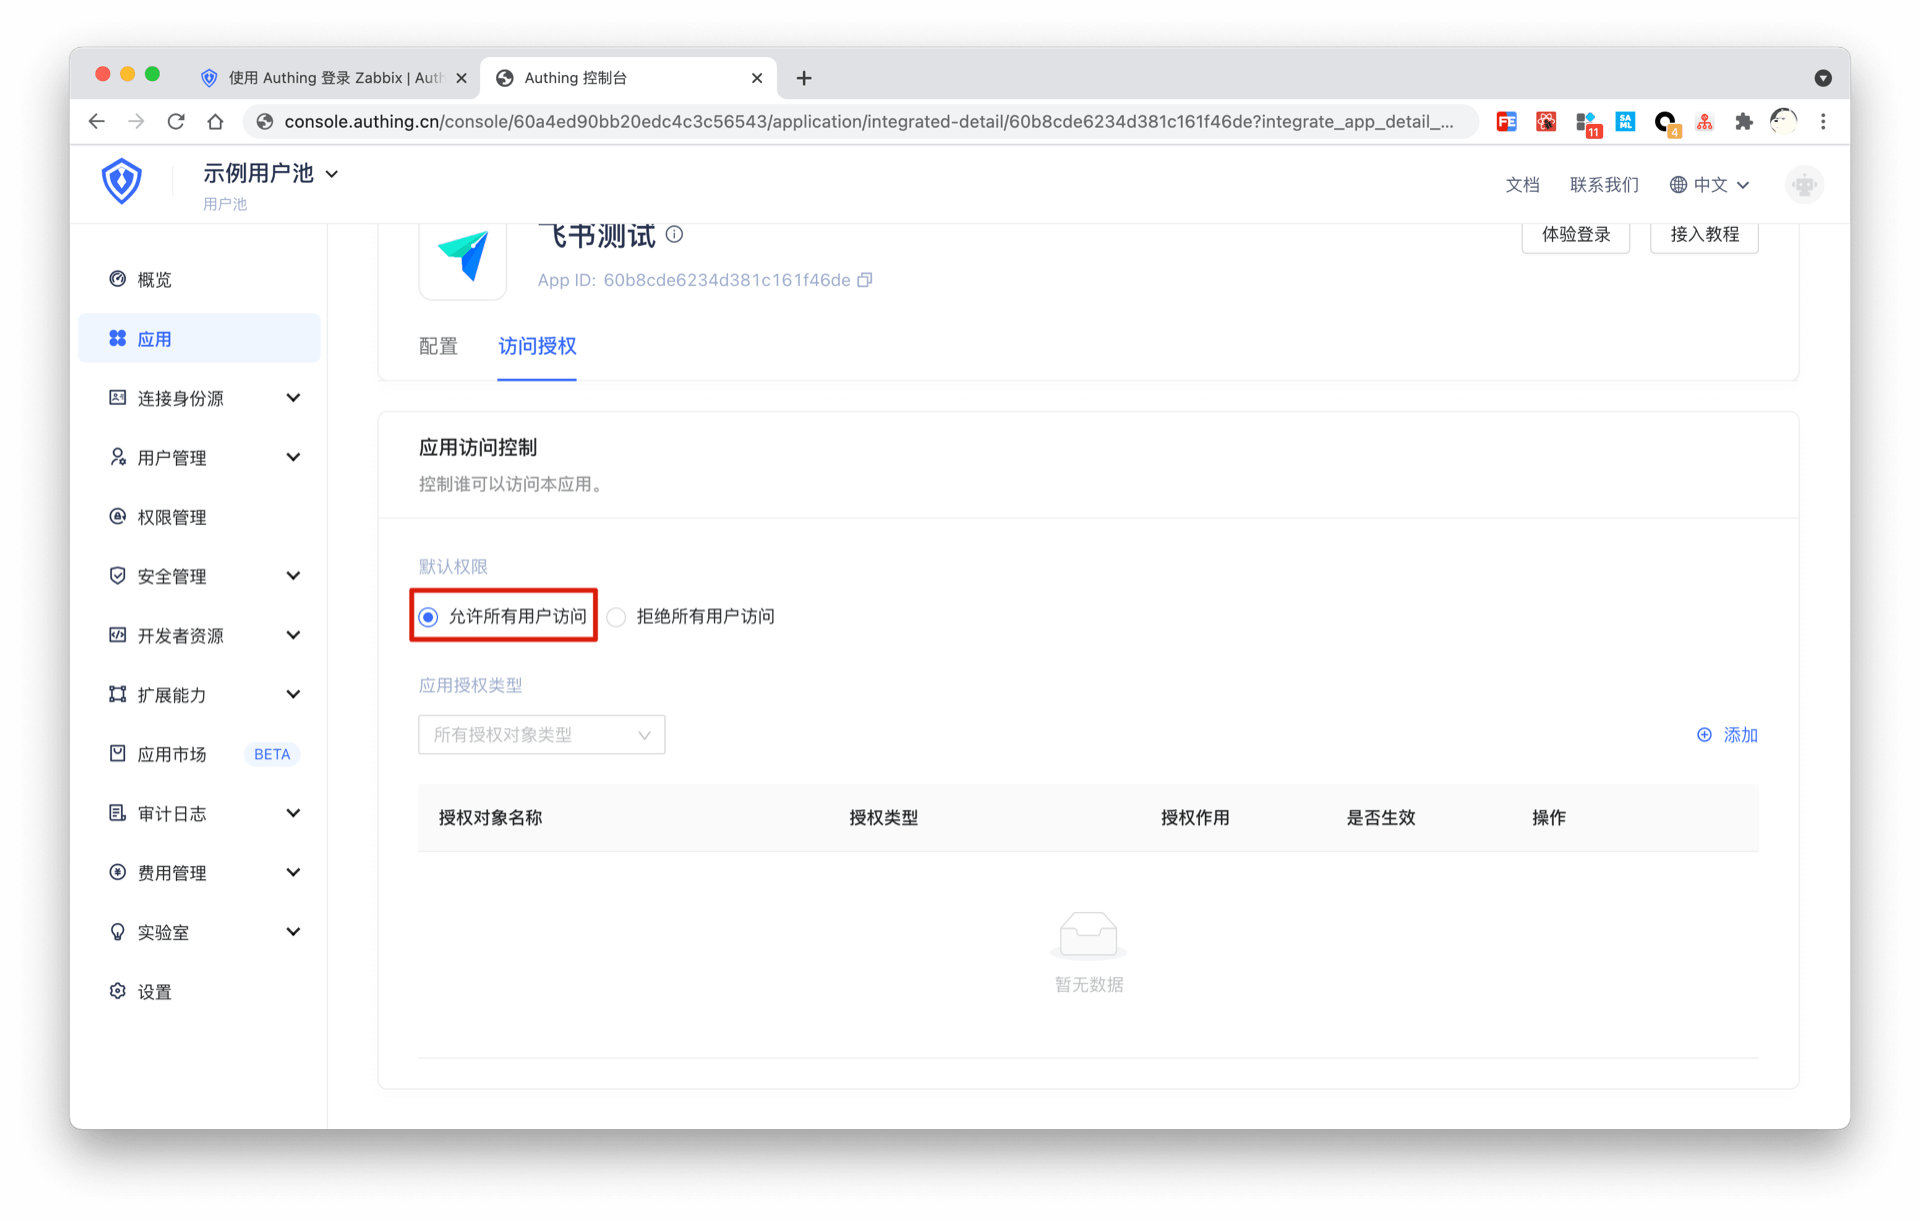 使用 Authing 登录 Zabbix | Auth
Authing 控制台
console.authing.cn/console/60a4ed90bb20edc4c3c56543/application/integrated-detail/60b8cde6234d381c161f46de?integrate_app_detail_...
FE
11
SA
ML
4
示例用户池
用户池
文档
联系我们
中文
飞书测试
App ID: 60b8cde6234d381c161f46de
体验登录
接入教程
配置
访问授权
概览
应用
连接身份源
用户管理
权限管理
安全管理
开发者资源
扩展能力
应用市场 BETA
审计日志
费用管理
实验室
设置
应用访问控制
控制谁可以访问本应用。
默认权限
允许所有用户访问
拒绝所有用户访问
应用授权类型
所有授权对象类型
添加
授权对象名称 授权类型 授权作用 是否生效 操作
暂无数据